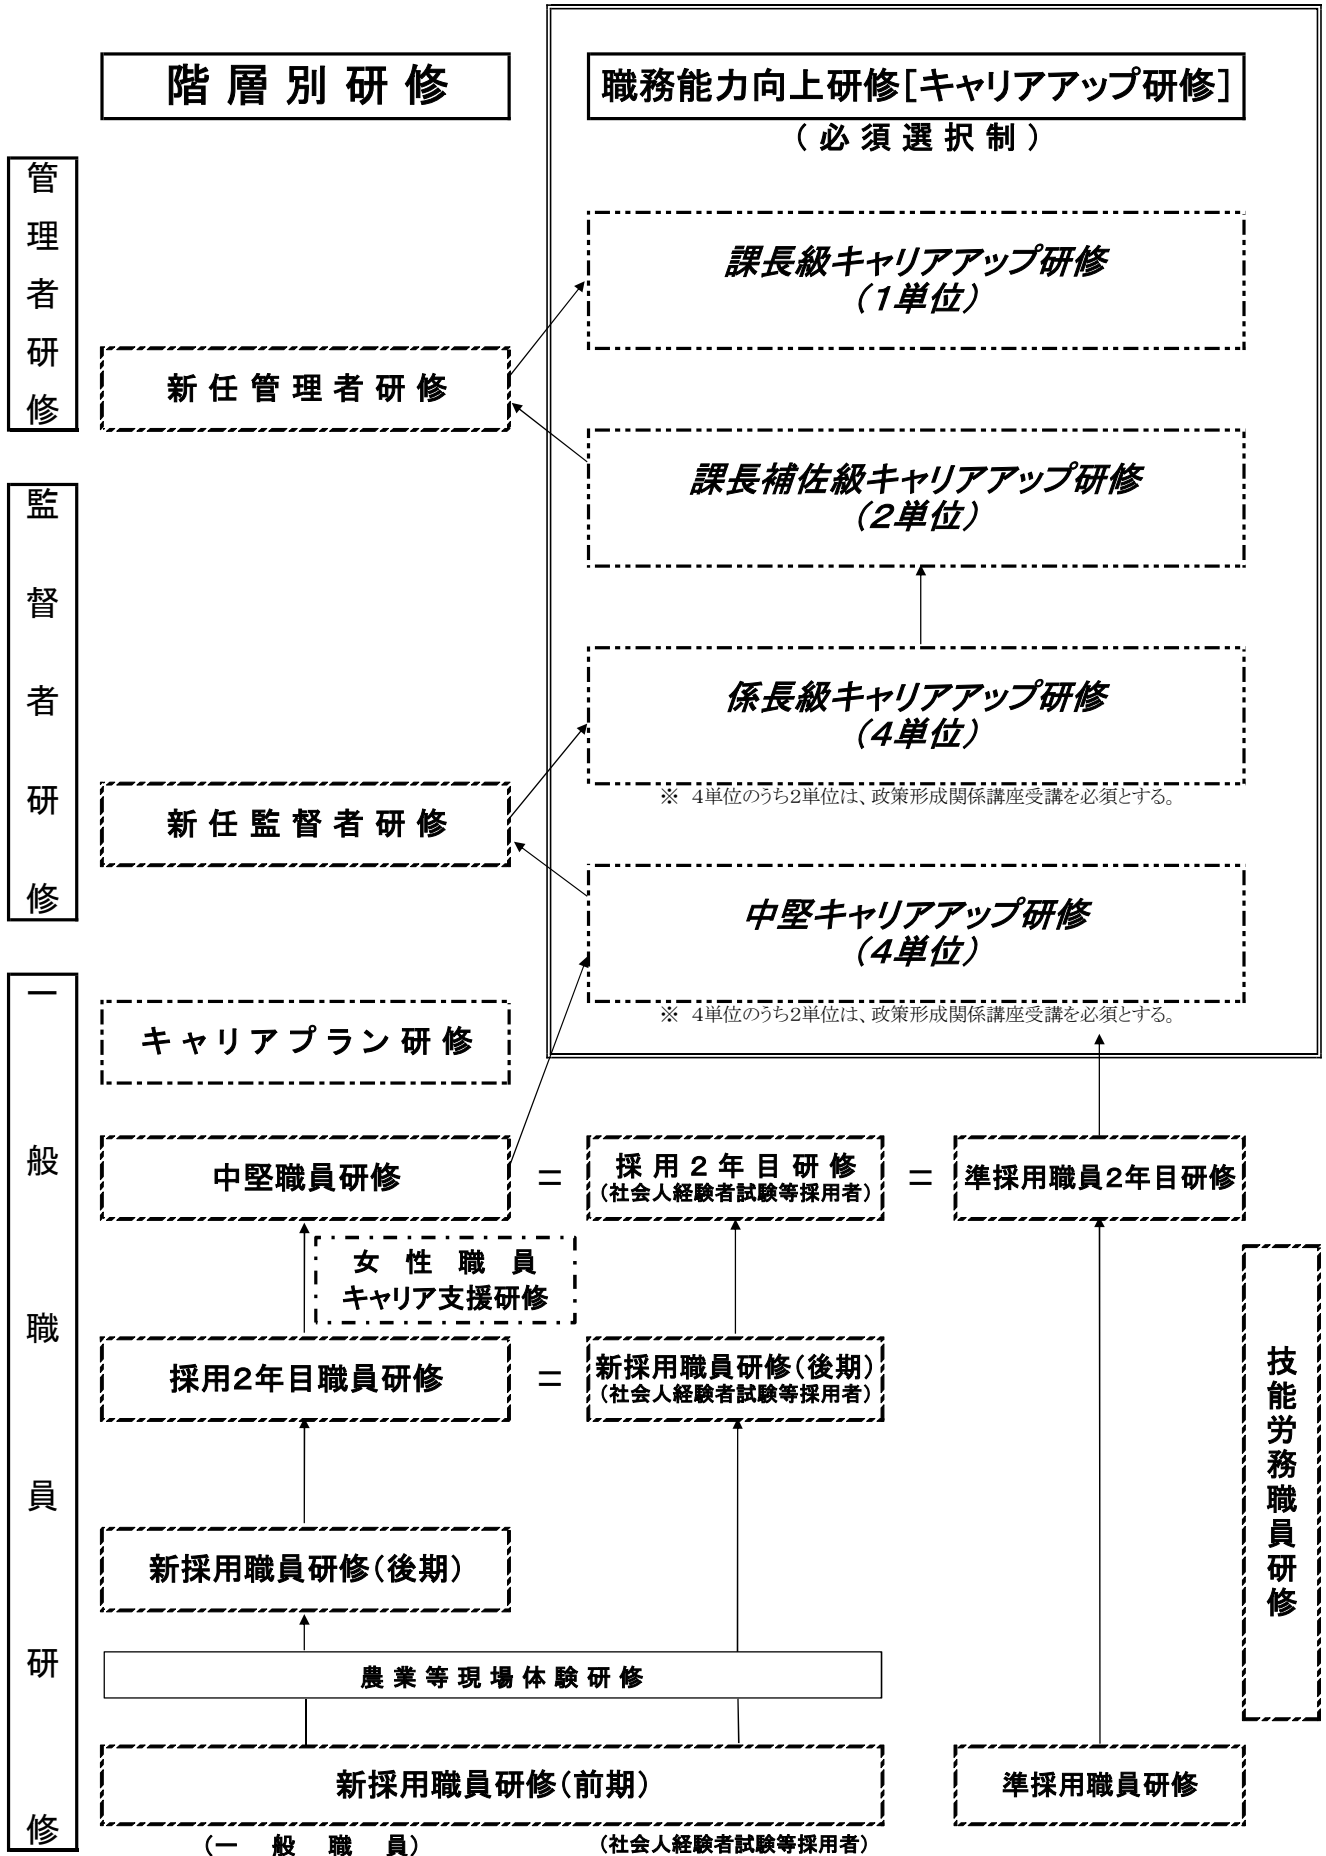 階層別研修
職務能力向上研修[キャリアアップ研修]
(必須選択制)
管理者研修
課長級キャリアアップ研修
(1単位)
新任管理者研修
課長補佐級キャリアアップ研修
(2単位)
監督者研修
係長級キャリアアップ研修
(4単位)
※ 4単位のうち2単位は、政策形成関係講座受講を必須とする。
新任監督者研修
中堅キャリアアップ研修
(4単位)
※ 4単位のうち2単位は、政策形成関係講座受講を必須とする。
一般職員研修
キャリアプラン研修
中堅職員研修
=
採用2年目研修
(社会人経験者試験等採用者)
=
準採用職員2年目研修
女性職員
キャリア支援研修
採用2年目職員研修
=
新採用職員研修(後期)
(社会人経験者試験等採用者)
技能労務職員研修
新採用職員研修(後期)
農業等現場体験研修
新採用職員研修(前期)
準採用職員研修
(一般職員)
(社会人経験者試験等採用者)